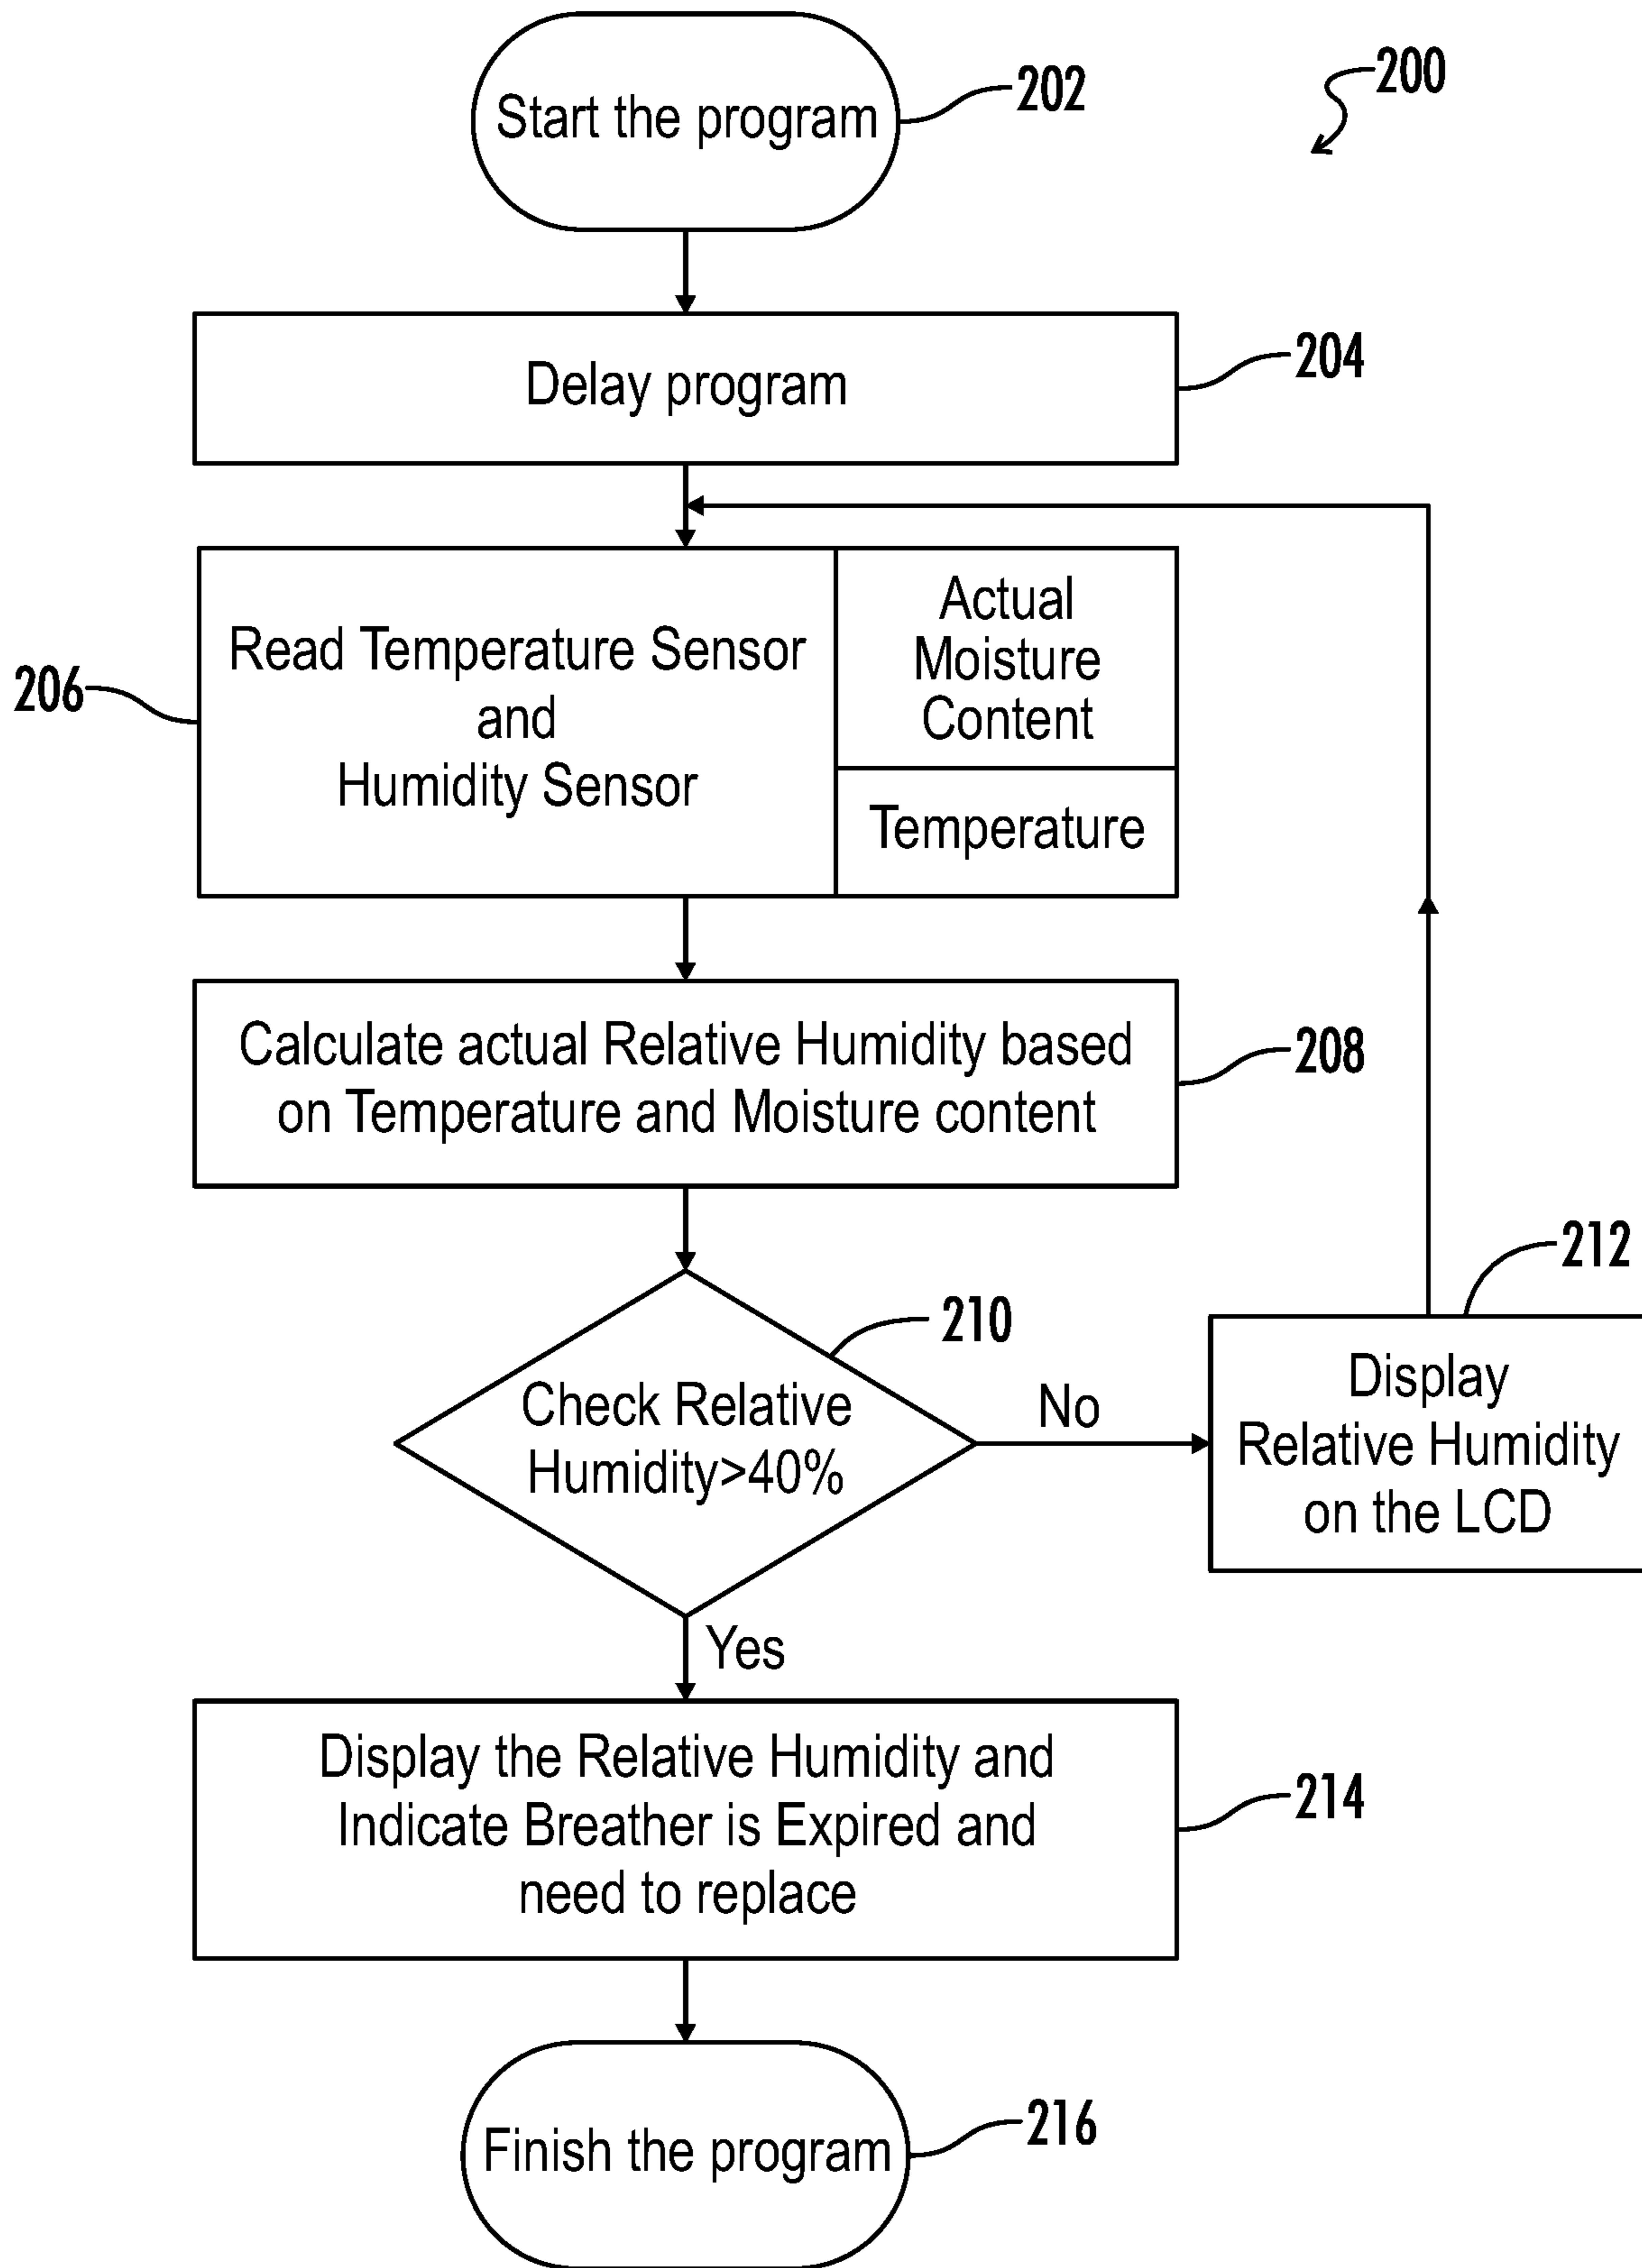 Start the program
202
200
Delay program
204
Read Temperature Sensor
and
Humidity Sensor
Actual
Moisture
Content
Temperature
206
Calculate actual Relative Humidity based
on Temperature and Moisture content
208
Check Relative
Humidity>40%
210
No
212
Display
Relative Humidity
on the LCD
Yes
Display the Relative Humidity and
Indicate Breather is Expired and
need to replace
214
Finish the program
216